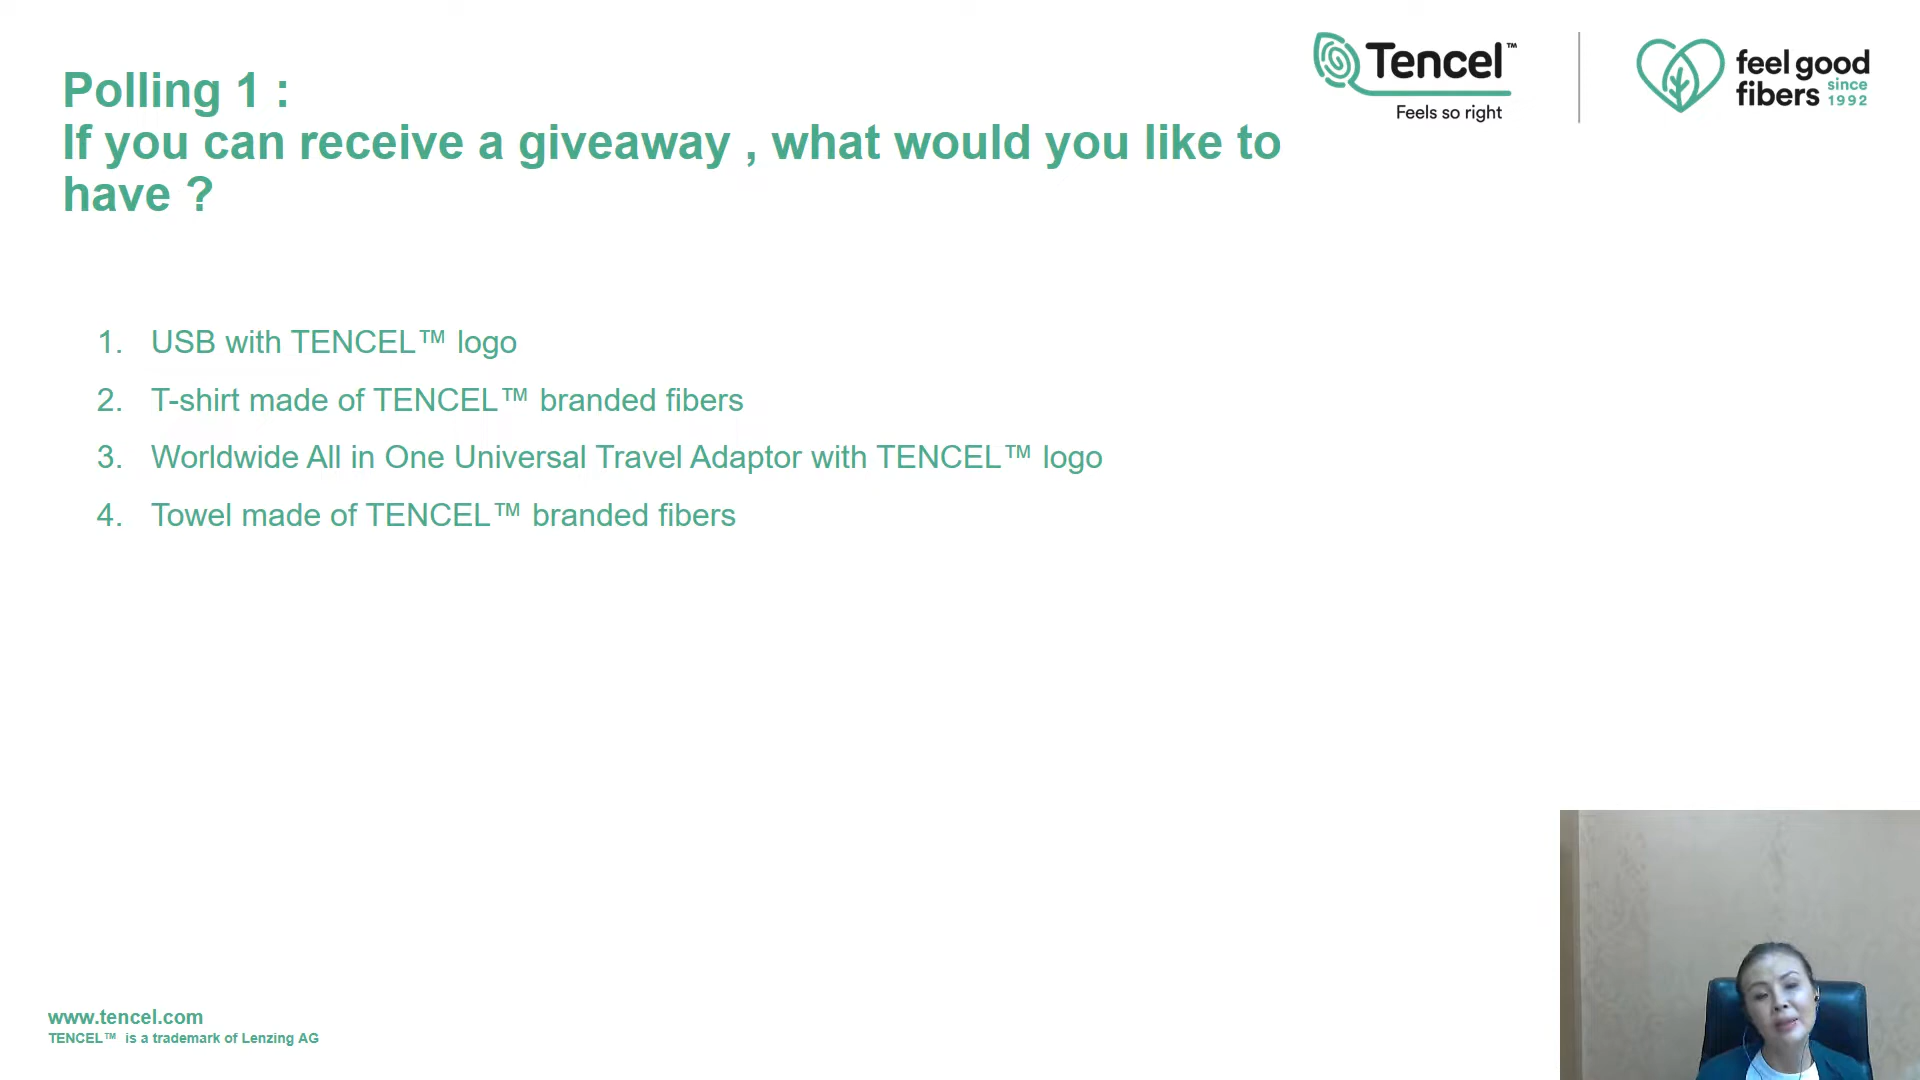 Polling 1 :
If you can receive a giveaway , what would you like to
have ?
Tencel™
Feels so right
feel good
fibers since
1992
1. USB with TENCEL™ logo
2. T-shirt made of TENCEL™ branded fibers
3. Worldwide All in One Universal Travel Adaptor with TENCEL™ logo
4. Towel made of TENCEL™ branded fibers
www.tencel.com
TENCEL™ is a trademark of Lenzing AG